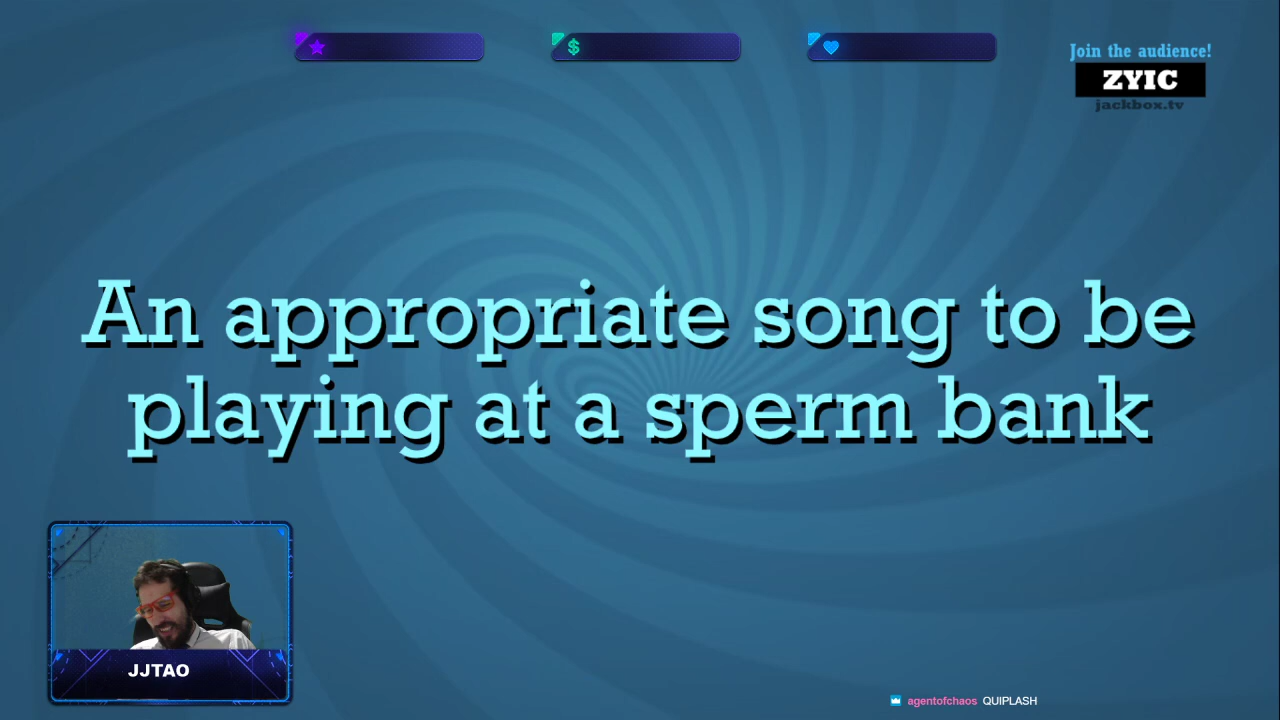 Join the audience!
ZYIC
jackbox.tv
An appropriate song to be
playing at a sperm bank
JJTAO
agentofchaos QUIPLASH